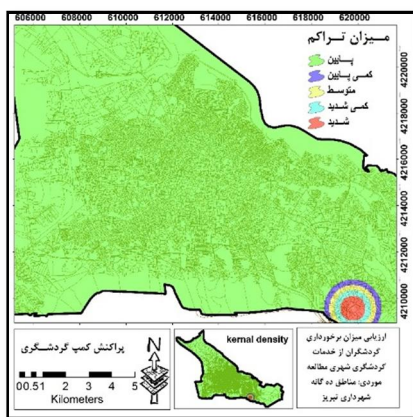 606000 608000 610000 612000 614000 616000 618000 620000
میزان تراکم
پایین
کمی پایین
متوسط
کمی شدید
شدید
4220000
4218000
4216000
4214000
4212000
4210000
پراکنش کمپ گردشگری
N
0 0.5 1 2 3 4 5
Kilometers
kernal density
ارزیابی میزان برخورداری
گردشگران از خدمات
گردشگری شهری مطالعه
موردی: مناطق ده گانه
شهرداری تبریز